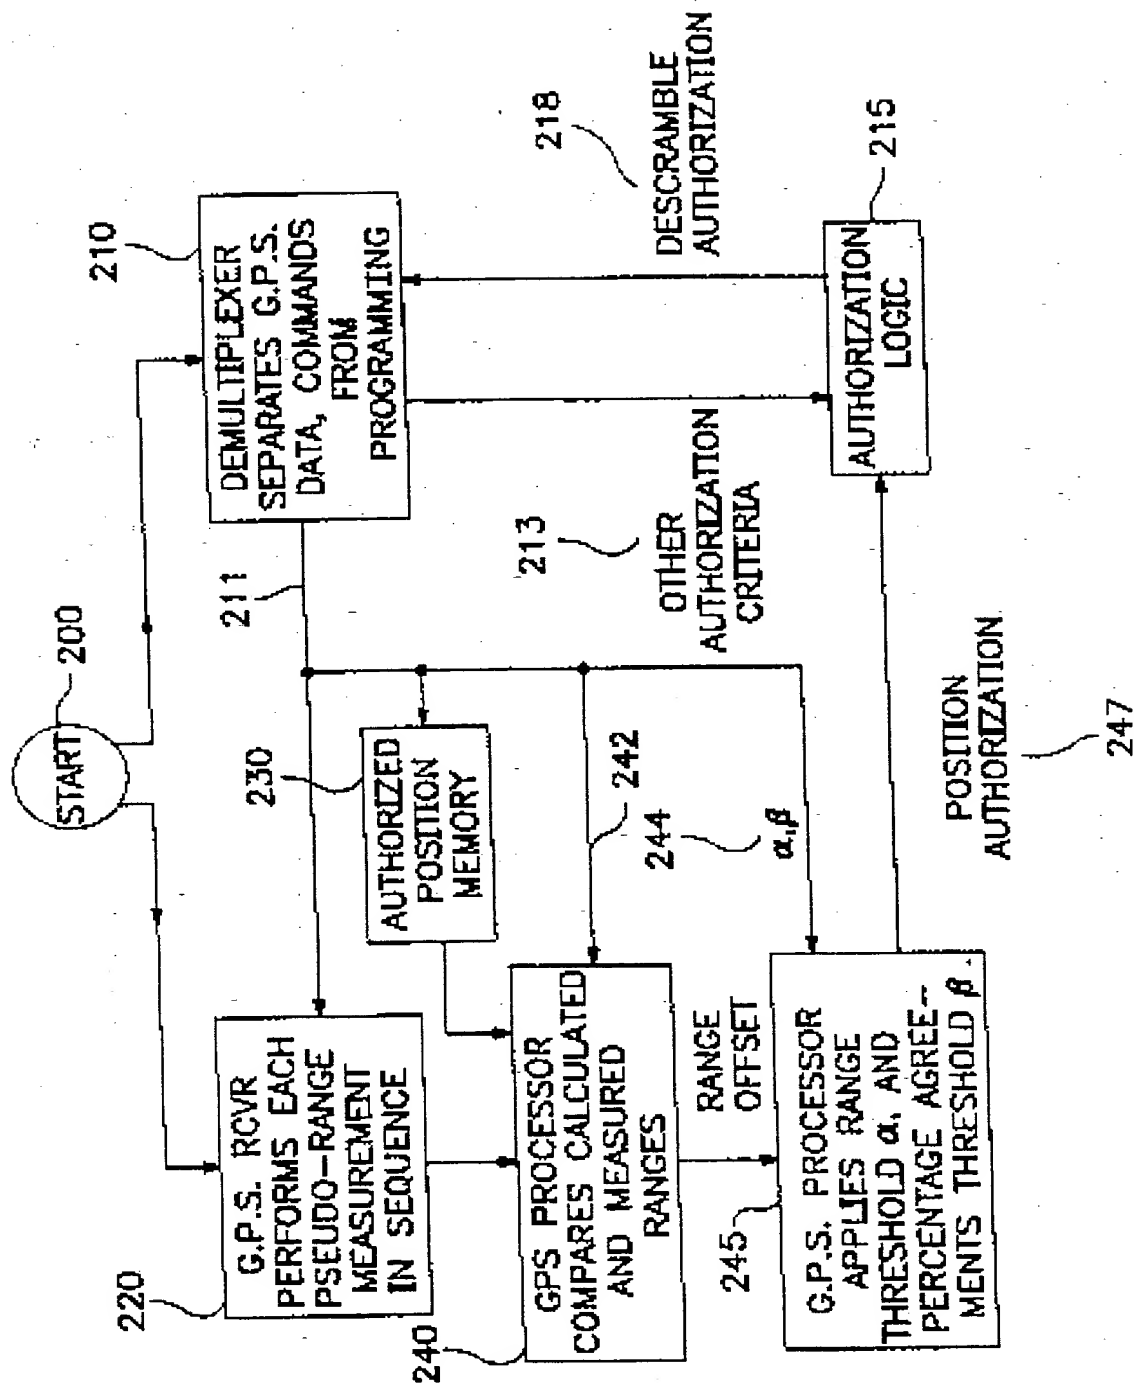 START
200
210
DEMULTIPLEXER
SEPARATES G.P.S.
DATA, COMMANDS
FROM
PROGRAMMING
211
220
G.P.S. RCVR
PERFORMS EACH
PSEUDO-RANGE
MEASUREMENT
IN SEQUENCE
230
AUTHORIZED
POSITION
MEMORY
213
OTHER
AUTHORIZATION
CRITERIA
218
DESCRAMBLE
AUTHORIZATION
240
GPS PROCESSOR
COMPARES CALCULATED
AND MEASURED
RANGES
242
244
α,β
215
AUTHORIZATION
LOGIC
RANGE
OFFSET
245
G.P.S. PROCESSOR
APPLIES RANGE
THRESHOLD α, AND
PERCENTAGE AGREE-
MENTS THRESHOLD β.
POSITION
AUTHORIZATION
247